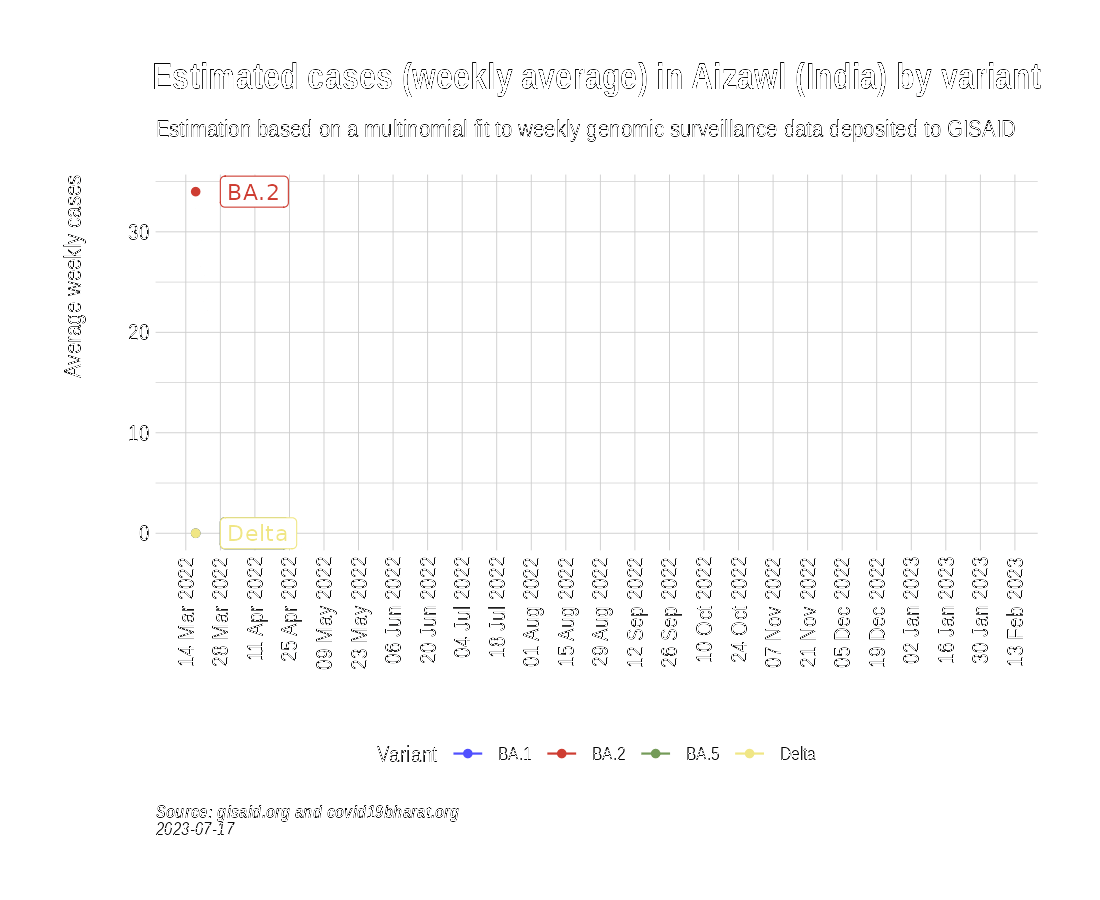 Estimated cases (weekly average) in Aizawl (India) by variant
Estimation based on a multinomial fit to weekly genomic surveillance data deposited to GISAID
Average weekly cases
BA.2
30
20
10
0
Delta
14 Mar 2022
28 Mar 2022
11 Apr 2022
25 Apr 2022
09 May 2022
23 May 2022
06 Jun 2022
20 Jun 2022
04 Jul 2022
18 Jul 2022
01 Aug 2022
15 Aug 2022
29 Aug 2022
12 Sep 2022
26 Sep 2022
10 Oct 2022
24 Oct 2022
07 Nov 2022
21 Nov 2022
05 Dec 2022
19 Dec 2022
02 Jan 2023
16 Jan 2023
30 Jan 2023
13 Feb 2023
Variant BA.1 BA.2 BA.5 Delta
Source: gisaid.org and covid19bharat.org
2023-07-17